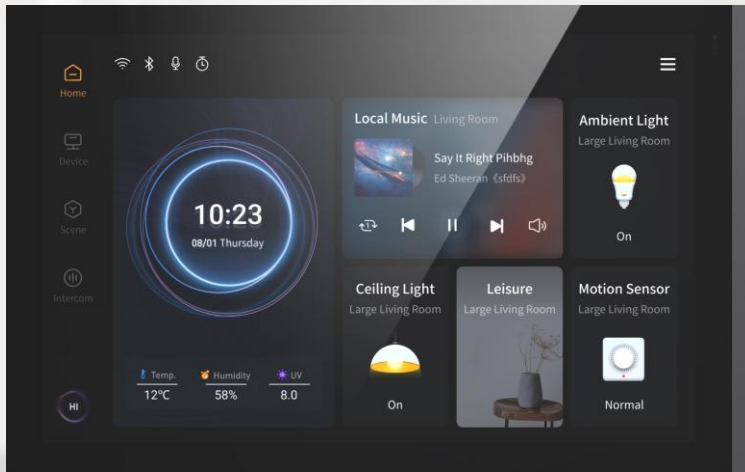 Home
Device
Scene
Intercom
HI
10:23
08/01 Thursday
Temp.
Humidity
UV
12℃
58%
8.0
Local Music Living Room
Say It Right Pihbhg
Ed Sheeran《sfdfs》
1
Ambient Light
Large Living Room
On
Ceiling Light
Large Living Room
On
Leisure
Large Living Room
Motion Sensor
Large Living Room
Normal